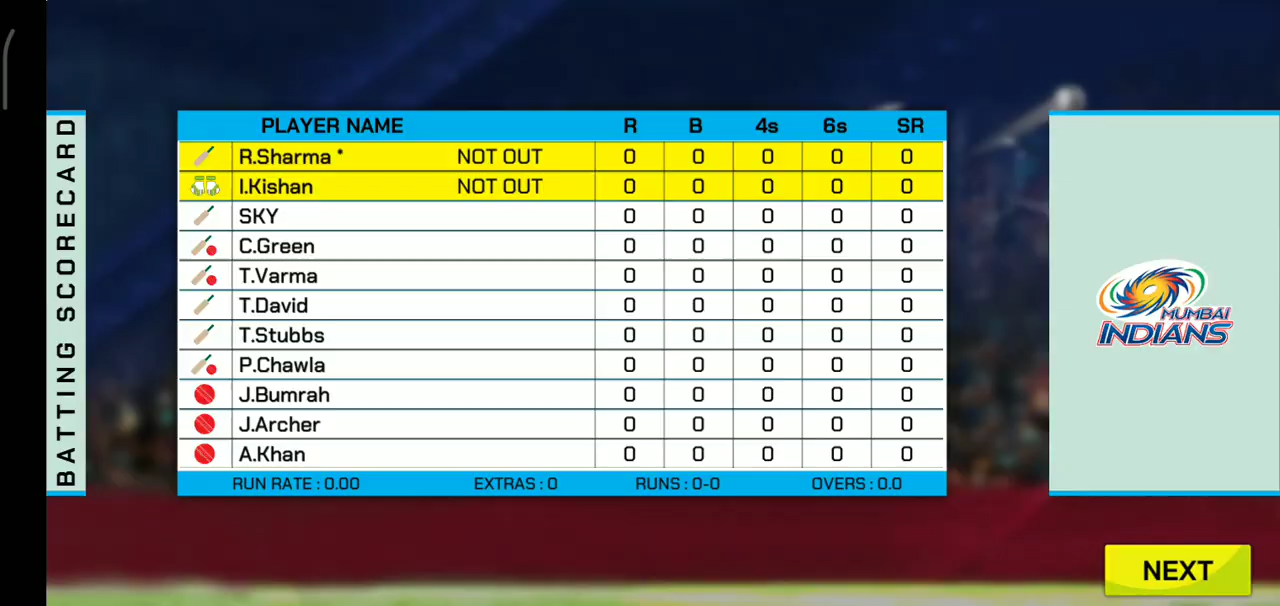 BATTING SCORECARD
PLAYER NAME R B 4s 6s SR
R.Sharma * NOT OUT 0 0 0 0 0
I.Kishan NOT OUT 0 0 0 0 0
SKY 0 0 0 0 0
C.Green 0 0 0 0 0
T.Varma 0 0 0 0 0
T.David 0 0 0 0 0
T.Stubbs 0 0 0 0 0
P.Chawla 0 0 0 0 0
J.Bumrah 0 0 0 0 0
J.Archer 0 0 0 0 0
A.Khan 0 0 0 0 0
RUN RATE : 0.00 EXTRAS : 0 RUNS : 0-0 OVERS : 0.0
MUMBAI
INDIANS
NEXT